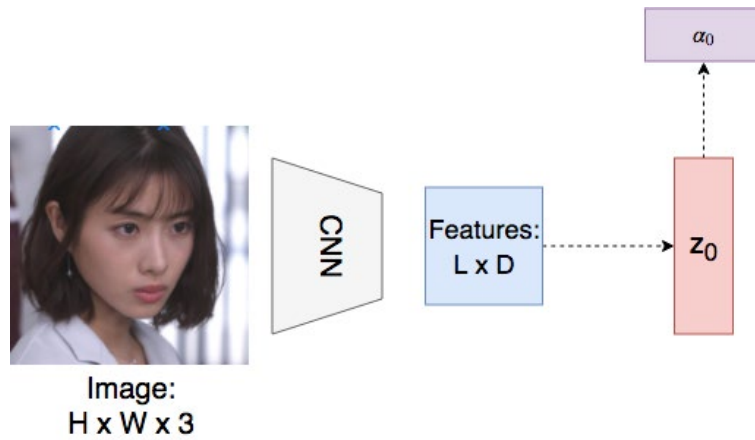 α₀
CNN
Features:
L x D
z₀
Image:
H x W x 3